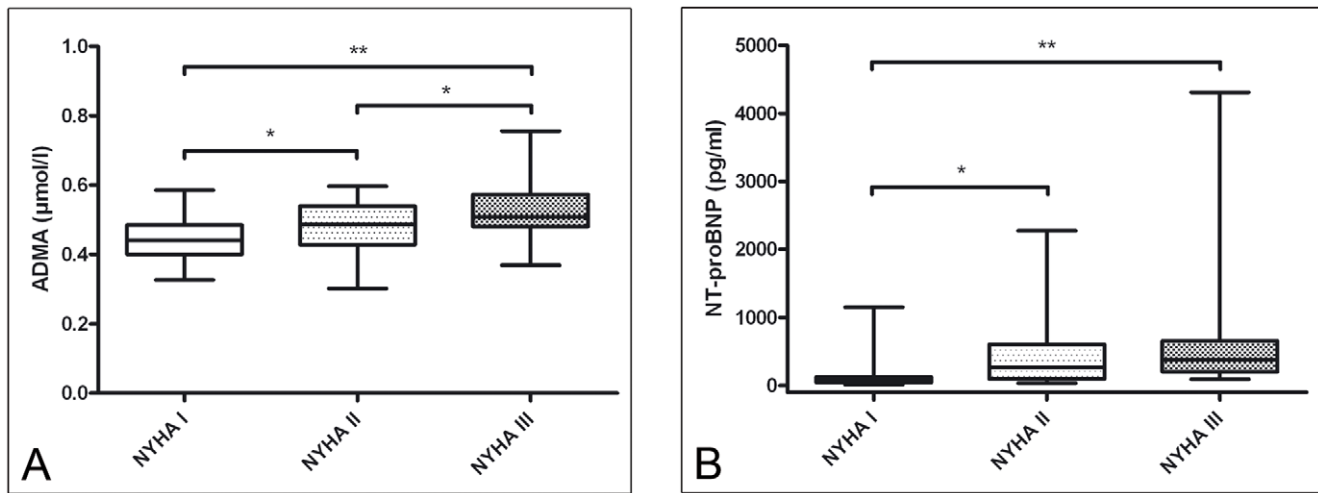 1.0
0.8
0.6
0.4
0.2
0.0
ADMA (µmol/l)
**
*
*
NYHA I
NYHA II
NYHA III
A
5000
4000
3000
2000
1000
0
NT-proBNP (pg/ml)
**
*
NYHA I
NYHA II
NYHA III
B